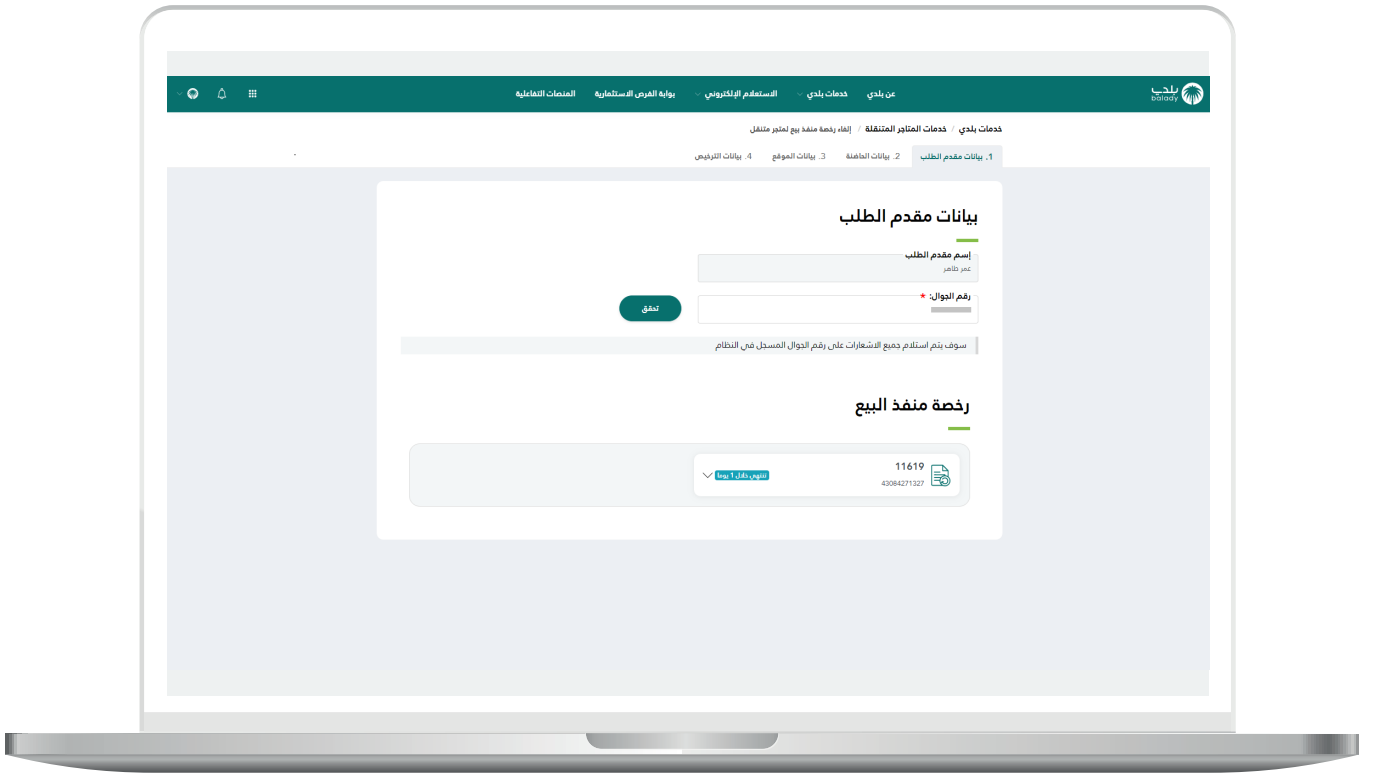 بلدي
balady
عن بلدي خدمات بلدي الاستعلام الإلكتروني بوابة الفرص الاستثمارية المنصات التفاعلية
خدمات بلدي / خدمات المتاجر المتنقلة / إلغاء رخصة منفذ بيع لمتجر متنقل
1. بيانات مقدم الطلب 2. بيانات الحاضنة 3. بيانات الموقع 4. بيانات التركيض
بيانات مقدم الطلب
إسم مقدم الطلب
عمر طاهر
رقم الجوال: *
تحقق
سوف يتم استلام جميع الاشعارات على رقم الجوال المسجل في النظام
رخصة منفذ البيع
11619
تنتهي خلال 1 يوما
43084271327